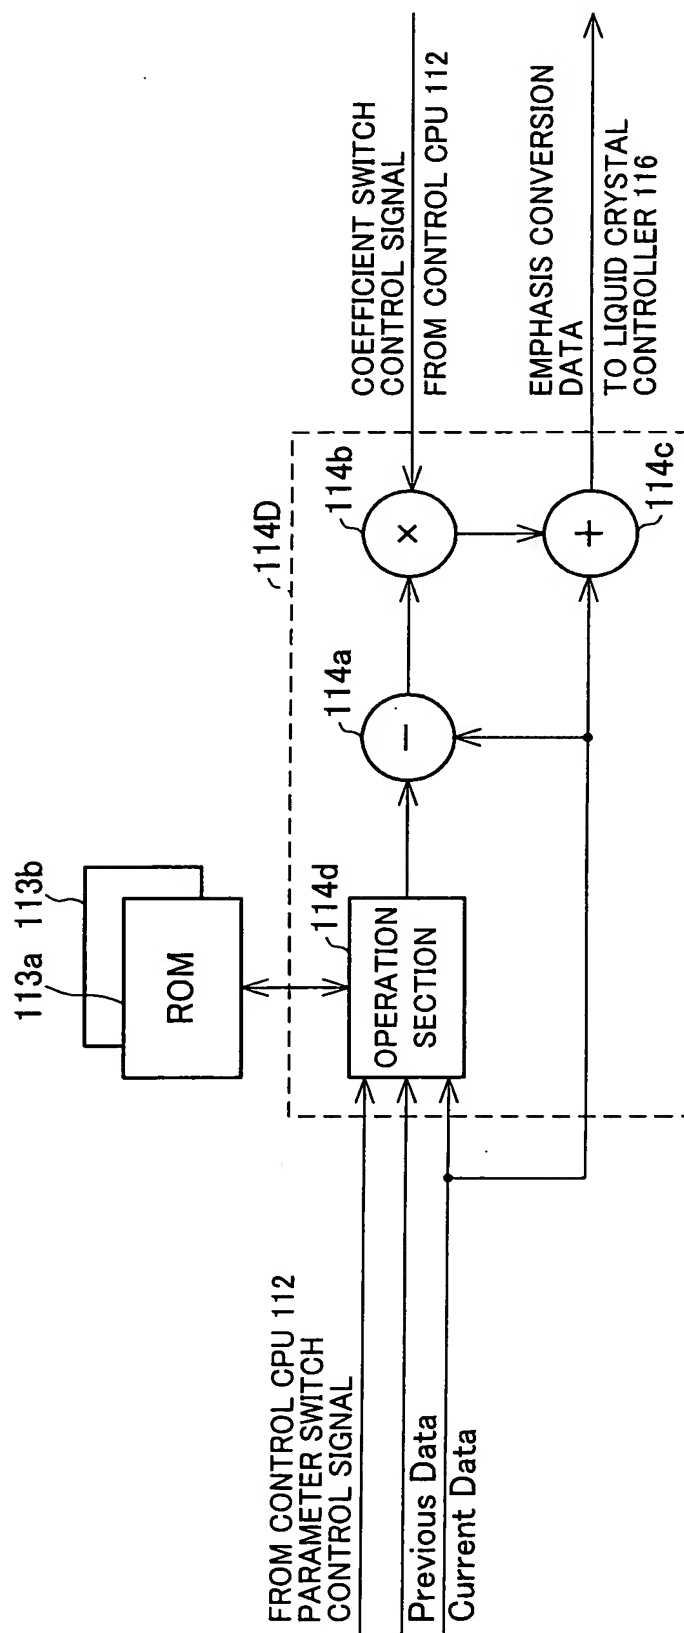 FROM CONTROL CPU 112
PARAMETER SWITCH
CONTROL SIGNAL
Previous Data
Current Data
113a
113b
ROM
114d
OPERATION
SECTION
114D
114a
−
114b
×
114c
+
COEFFICIENT SWITCH
CONTROL SIGNAL
FROM CONTROL CPU 112
EMPHASIS CONVERSION
DATA
TO LIQUID CRYSTAL
CONTROLLER 116